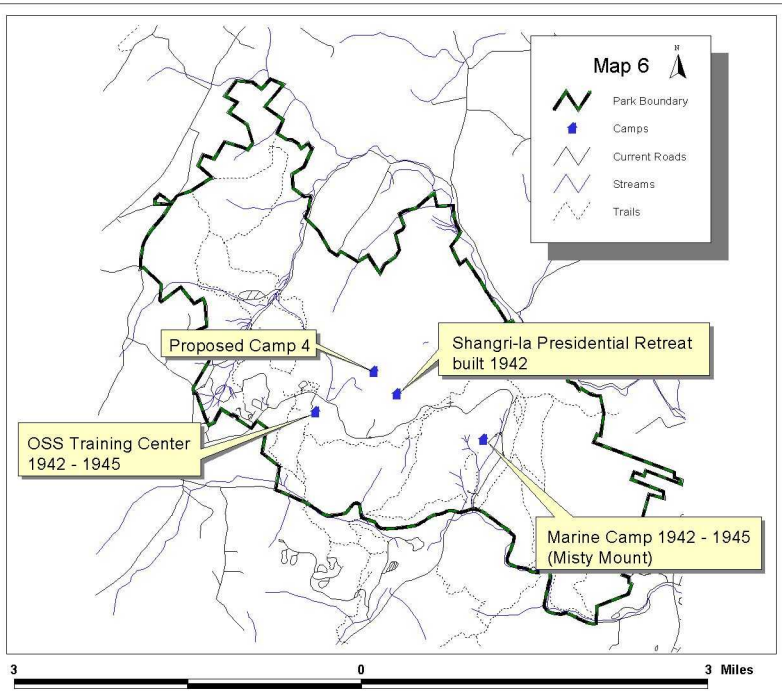 Map 6
N
Park Boundary
Camps
Current Roads
Streams
Trails
Proposed Camp 4
Shangri-la Presidential Retreat
built 1942
OSS Training Center
1942 - 1945
Marine Camp 1942 - 1945
(Misty Mount)
3 0 3 Miles